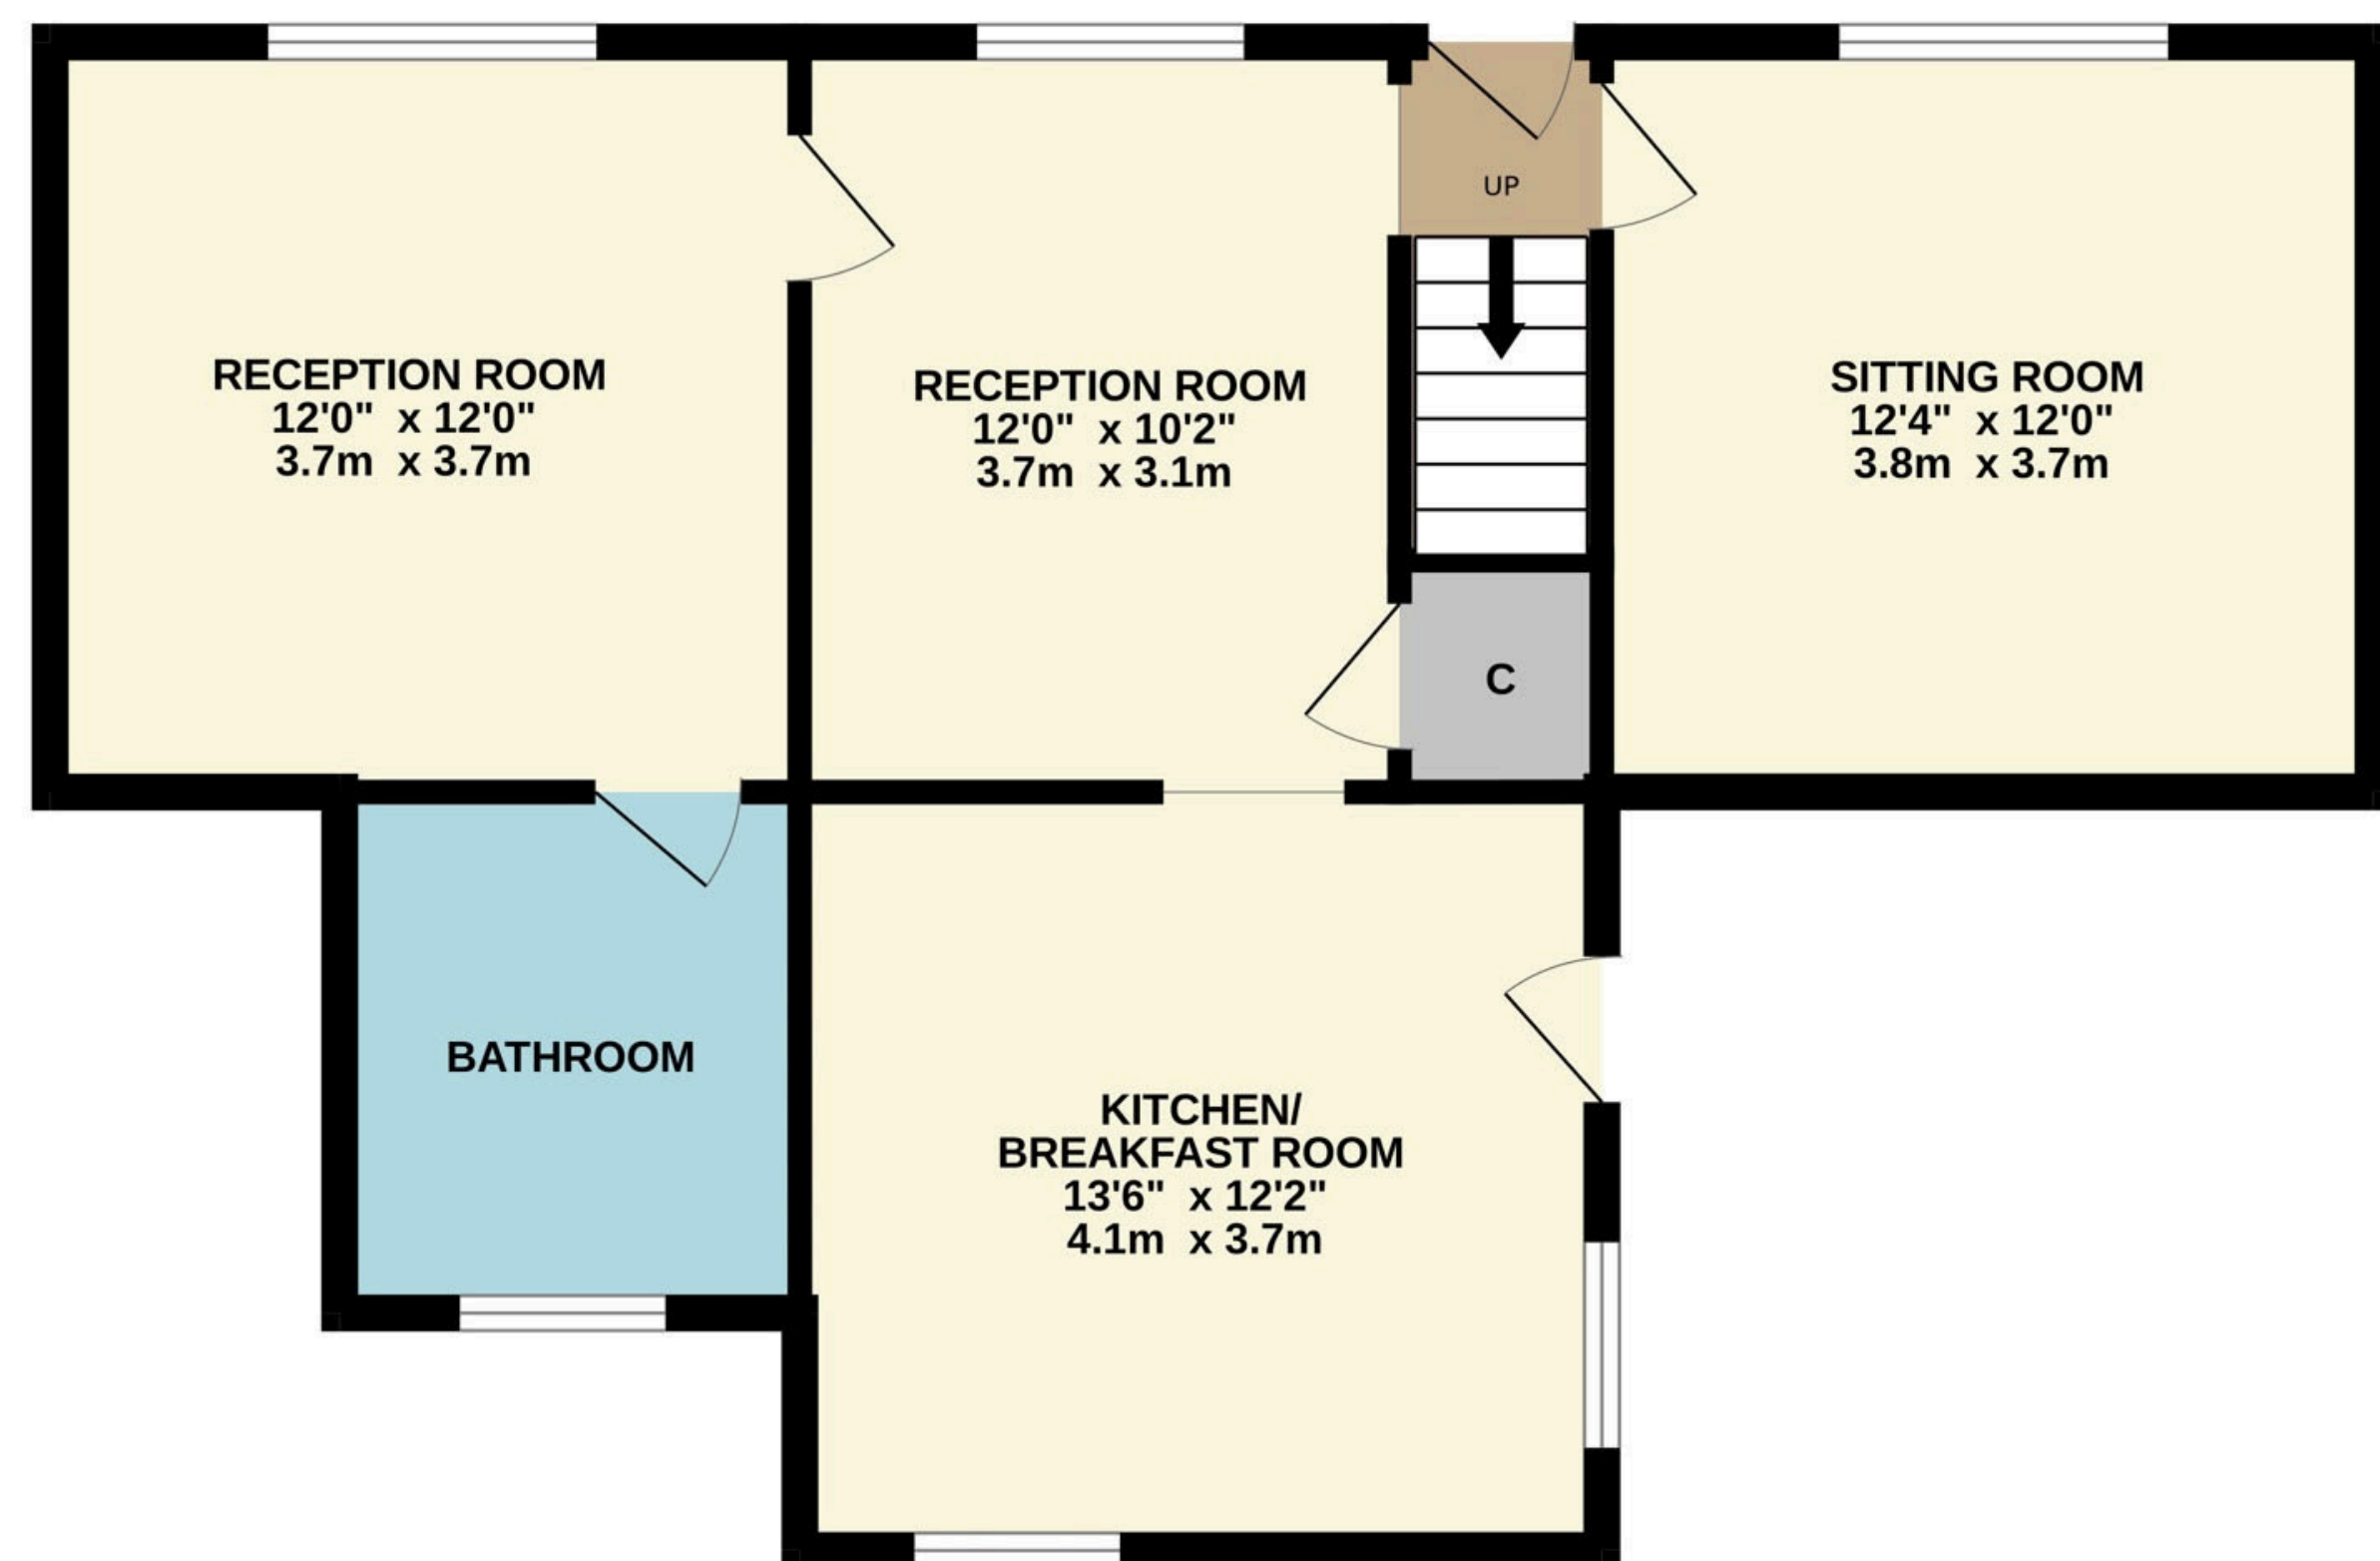 UP
RECEPTION ROOM
12'0" x 12'0"
3.7m x 3.7m
RECEPTION ROOM
12'0" x 10'2"
3.7m x 3.1m
SITTING ROOM
12'4" x 12'0"
3.8m x 3.7m
C
BATHROOM
KITCHEN/
BREAKFAST ROOM
13'6" x 12'2"
4.1m x 3.7m